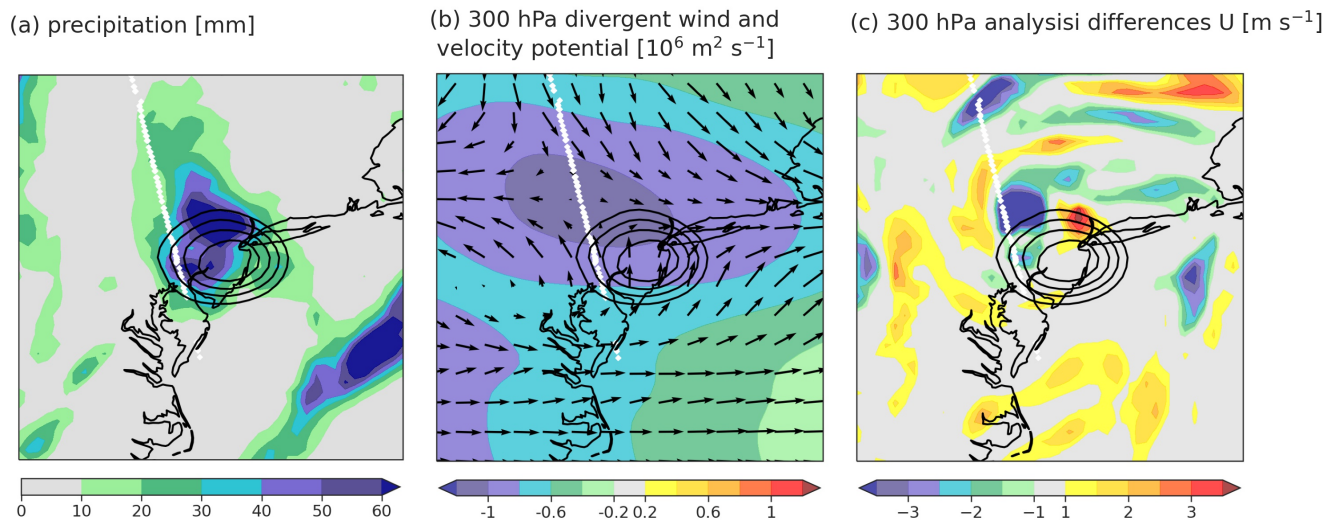 (a) precipitation [mm]
(b) 300 hPa divergent wind and
velocity potential [10⁶ m² s⁻¹]
(c) 300 hPa analysisi differences U [m s⁻¹]
0 10 20 30 40 50 60
-1 -0.6 -0.2 0.2 0.6 1
−3 −2 −1 1 2 3